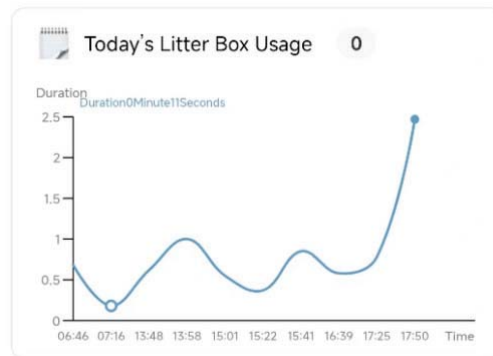 Today's Litter Box Usage 0
Duration
Duration0Minute11Seconds
2.5
2
1.5
1
0.5
0
06:46 07:16 13:48 13:58 15:01 15:22 15:41 16:39 17:25 17:50 Time